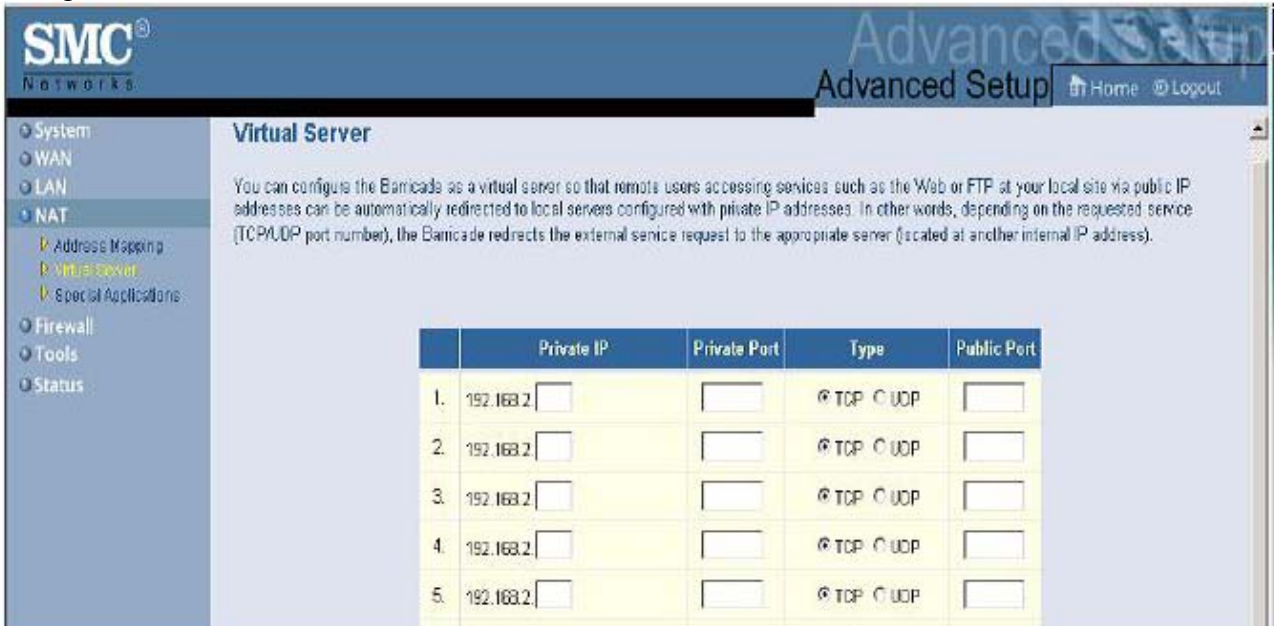 SMC®
Networks
Advanced Setup
Advanced Setup
Home Logout
System
WAN
LAN
NAT
Address Mapping
Virtual Server
Special Applications
Firewall
Tools
Status
Virtual Server
You can configure the Barricade as a virtual server so that remote users accessing services such as the Web or FTP at your local site via public IP
addresses can be automatically redirected to local servers configured with private IP addresses. In other words, depending on the requested service
(TCP/UDP port number), the Barricade redirects the external service request to the appropriate server (located at another internal IP address).
Private IP Private Port Type Public Port
1. 192.168.2. TCP UDP
2. 192.168.2. TCP UDP
3. 192.168.2. TCP UDP
4. 192.168.2. TCP UDP
5. 192.168.2. TCP UDP